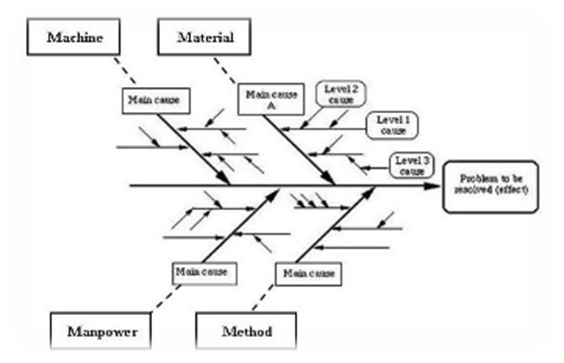 Machine
Material
Main cause
Main cause
A
Level 2
cause
Level 1
cause
Level 3
cause
Problem to be
resolved (effect)
Main cause
Main cause
Manpower
Method